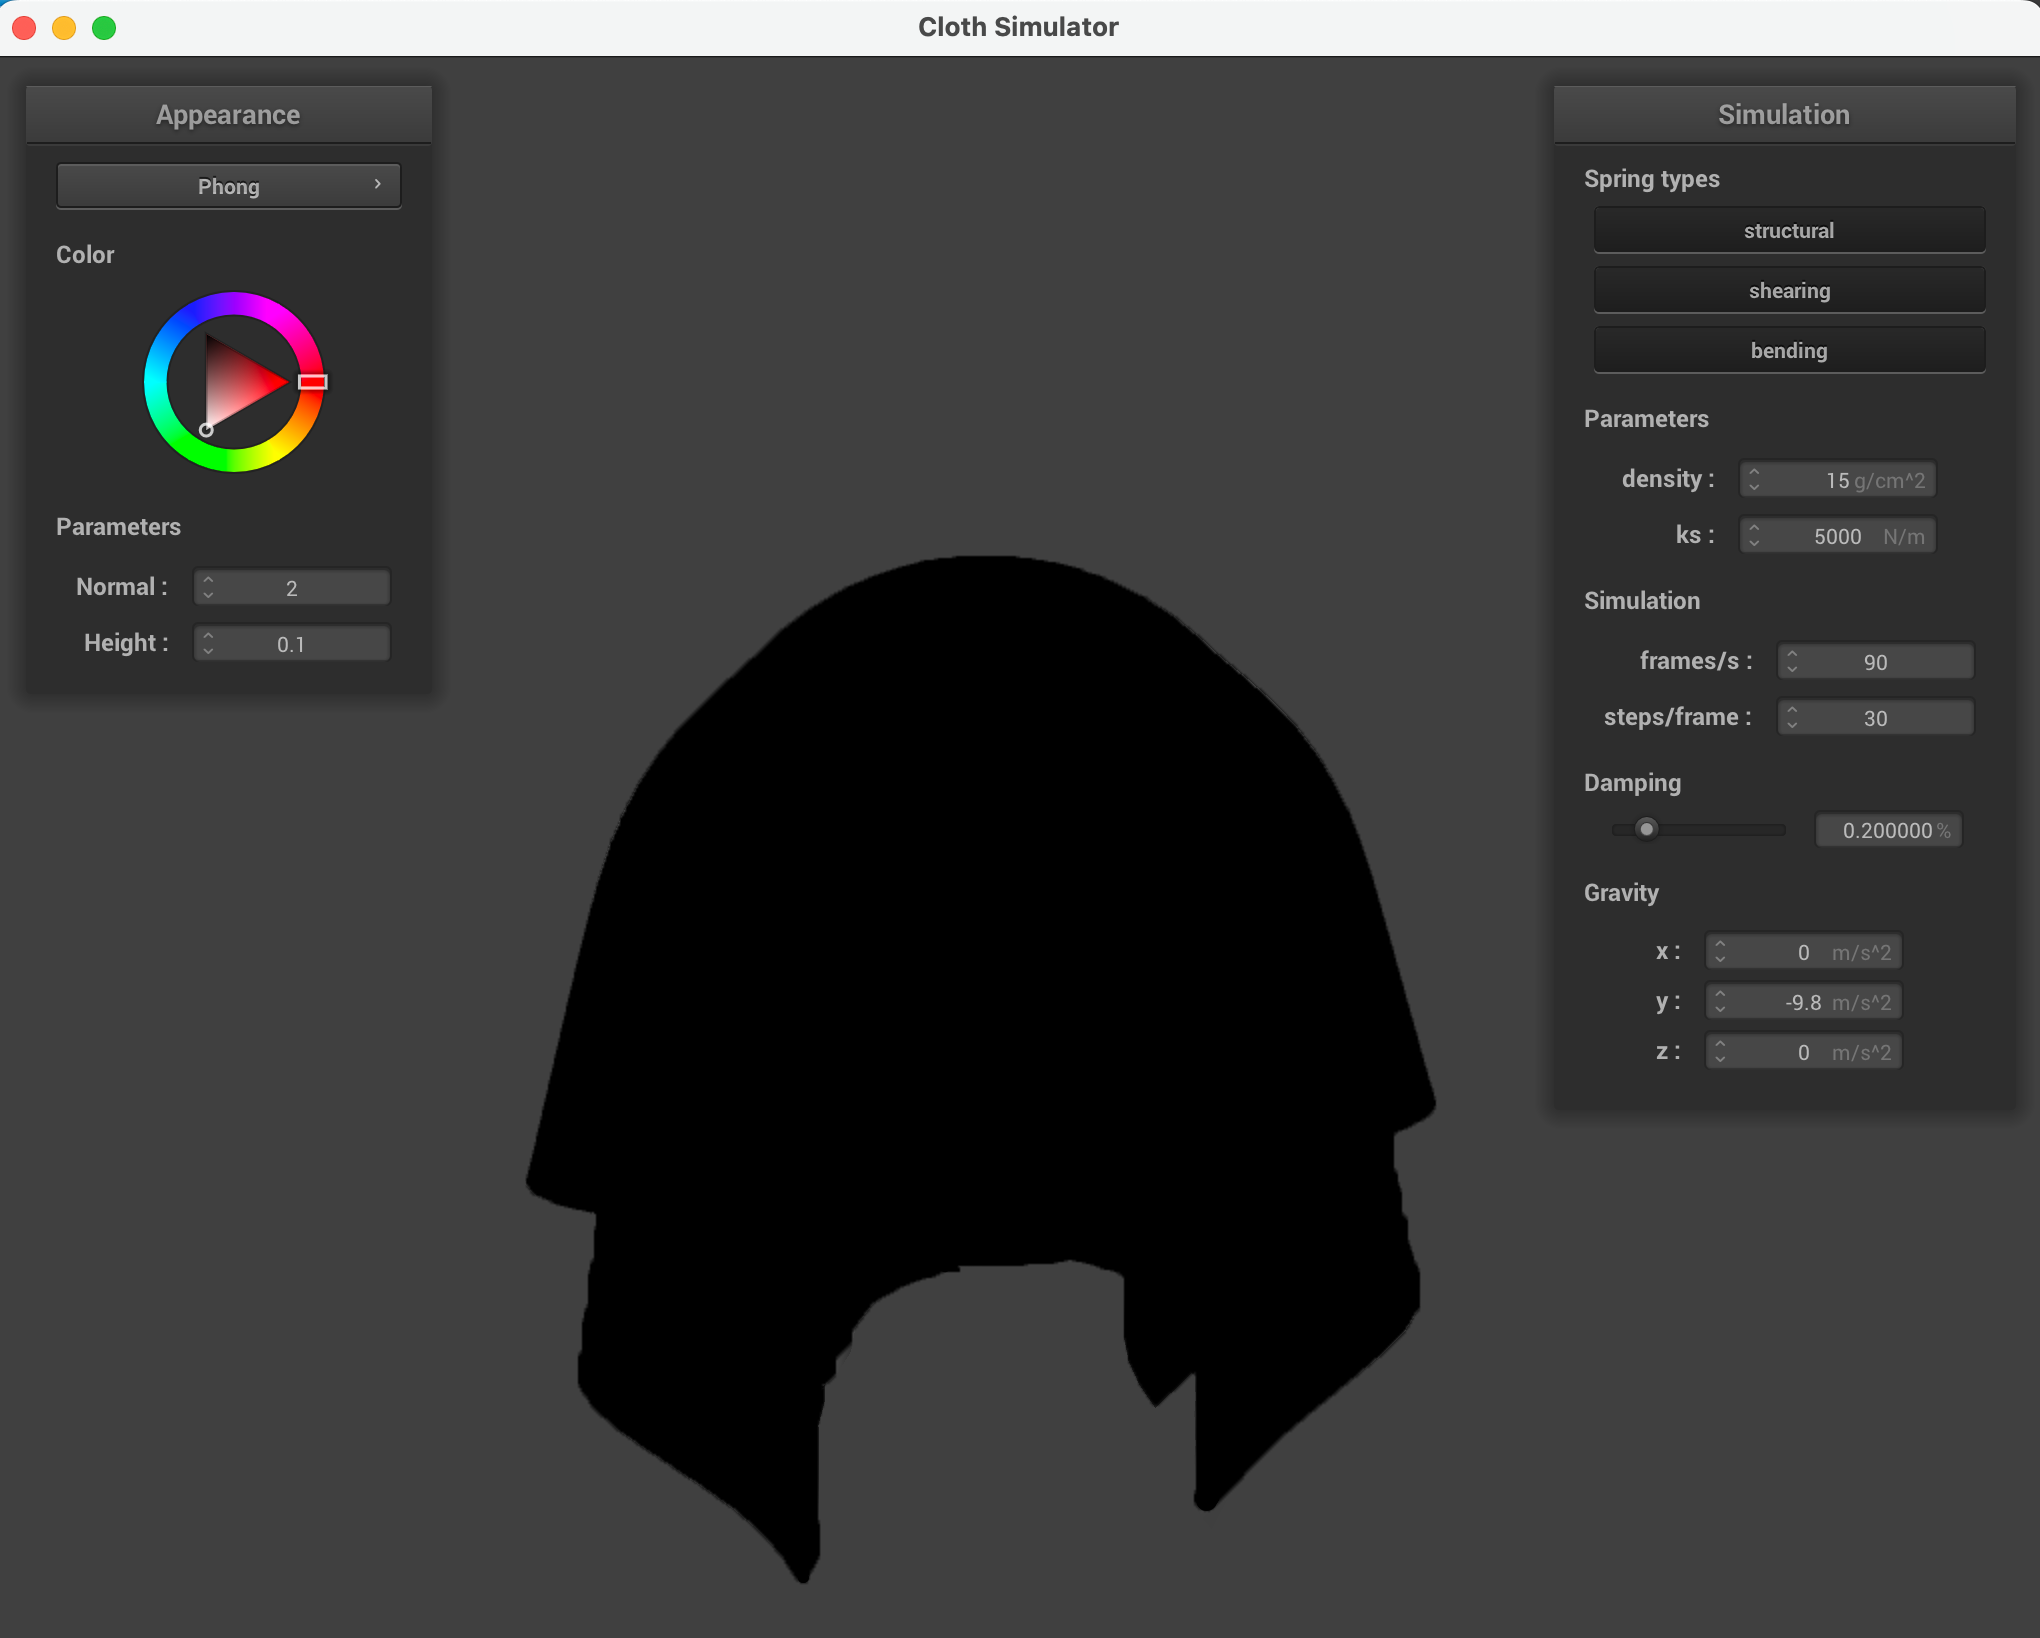 Cloth Simulator
Appearance
Phong
Color
Parameters
Normal : 2
Height : 0.1
Simulation
Spring types
structural
shearing
bending
Parameters
density : 15 g/cm^2
ks : 5000 N/m
Simulation
frames/s : 90
steps/frame : 30
Damping
0.200000 %
Gravity
x : 0 m/s^2
y : -9.8 m/s^2
z : 0 m/s^2